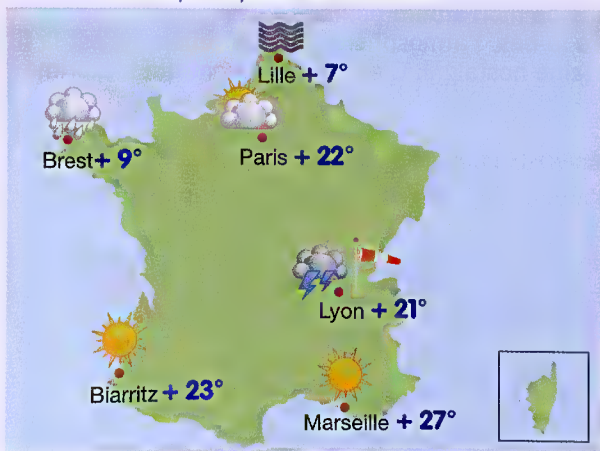 Lille + 7°
Brest + 9°
Paris + 22°
Lyon + 21°
Biarritz + 23°
Marseille + 27°